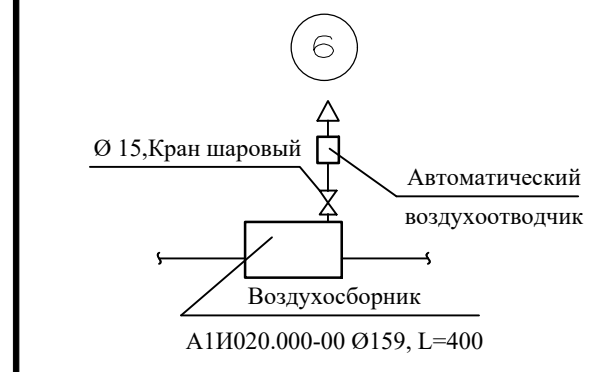 6
Ø 15,Кран шаровый
Автоматический
воздухоотводчик
Воздухосборник
А1И020.000-00 Ø159, L=400